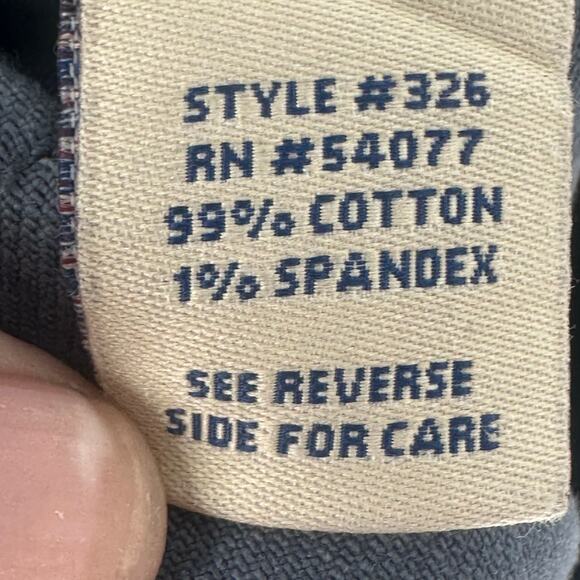 STYLE #326
RN #54077
99% COTTON
1% SPANDEX
SEE REVERSE
SIDE FOR CARE